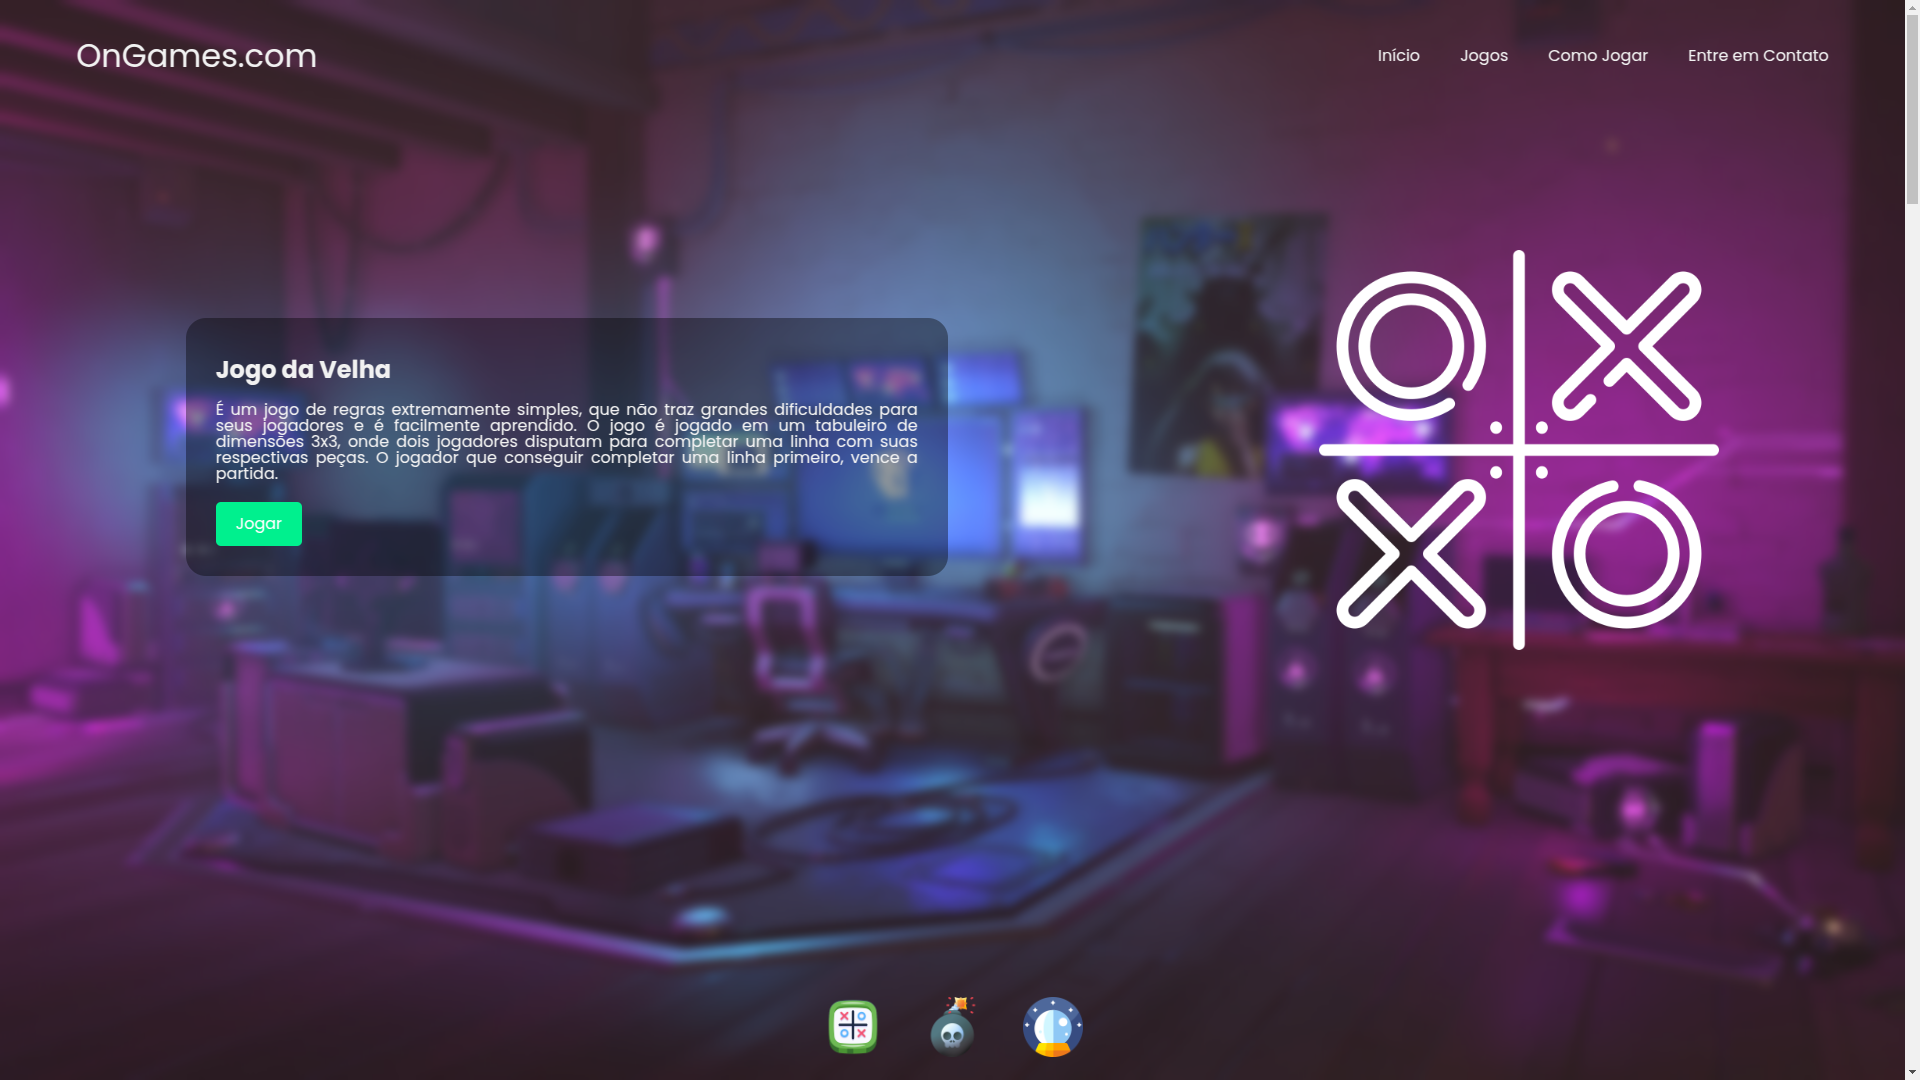 OnGames.com
Início
Jogos
Como Jogar
Entre em Contato
Jogo da Velha
É um jogo de regras extremamente simples, que não traz grandes dificuldades para
seus jogadores e é facilmente aprendido. O jogo é jogado em um tabuleiro de
dimensões 3x3, onde dois jogadores disputam para completar uma linha com suas
respectivas peças. O jogador que conseguir completar uma linha primeiro, vence a
partida.
Jogar